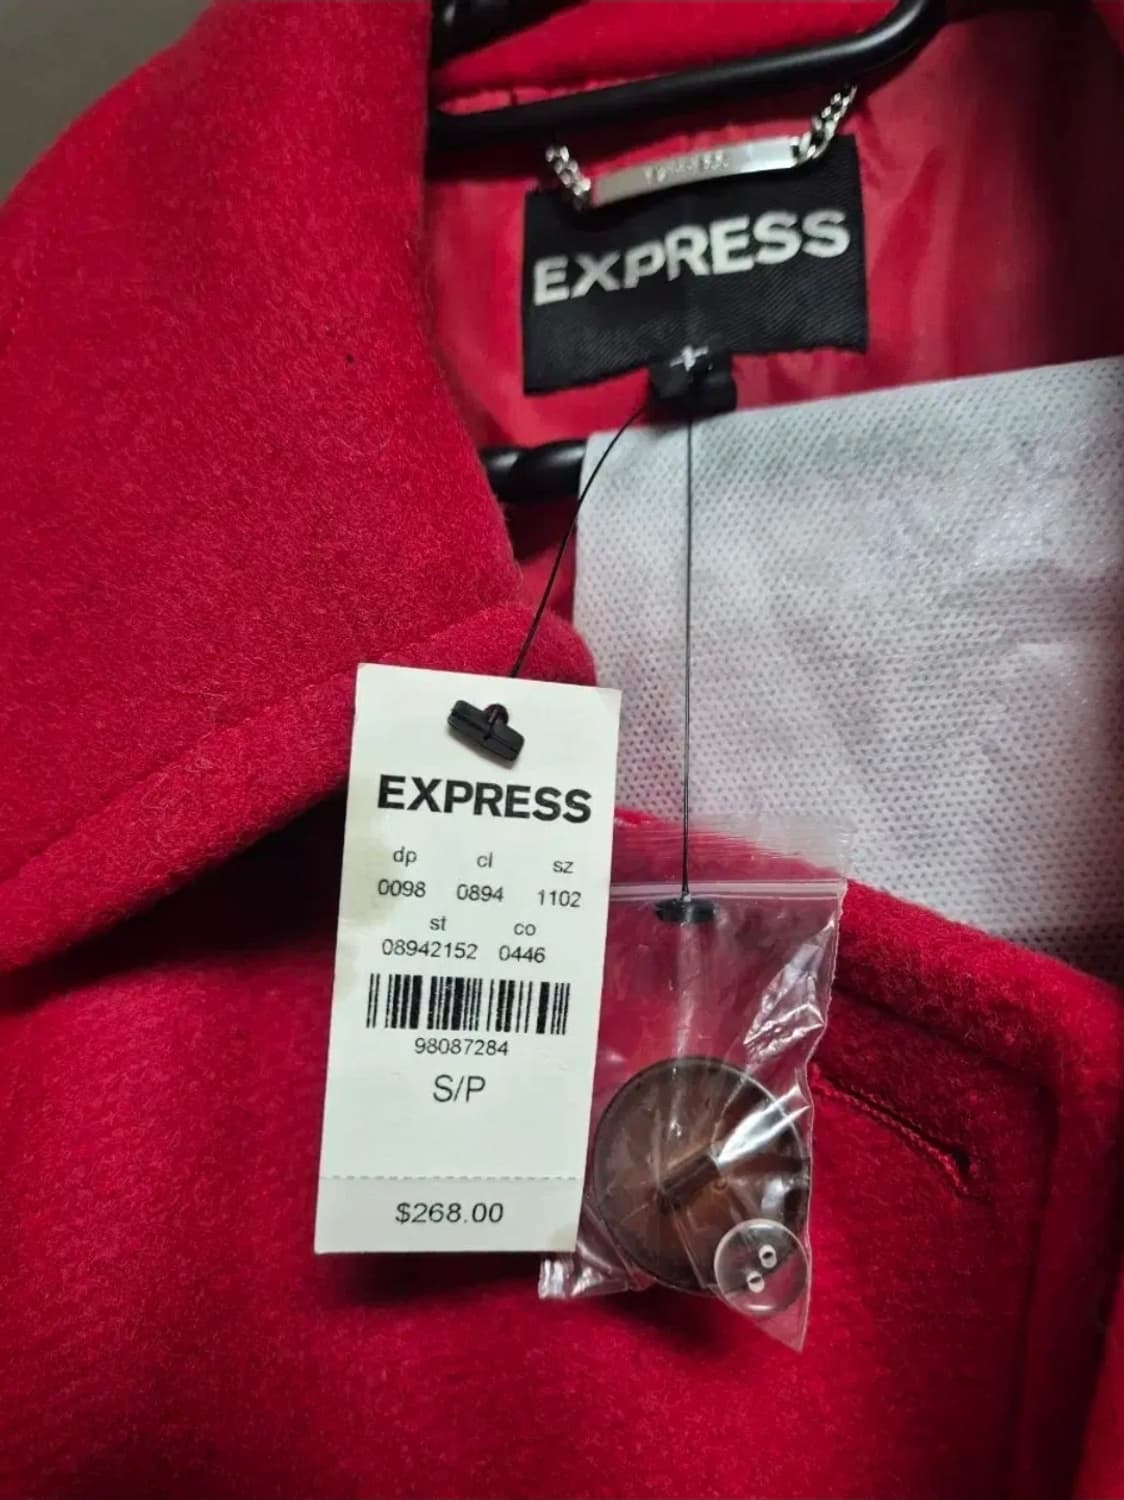 EXPRESS
EXPRESS
dp cl sz
0098 0894 1102
st co
08942152 0446
98087284
S/P
$268.00